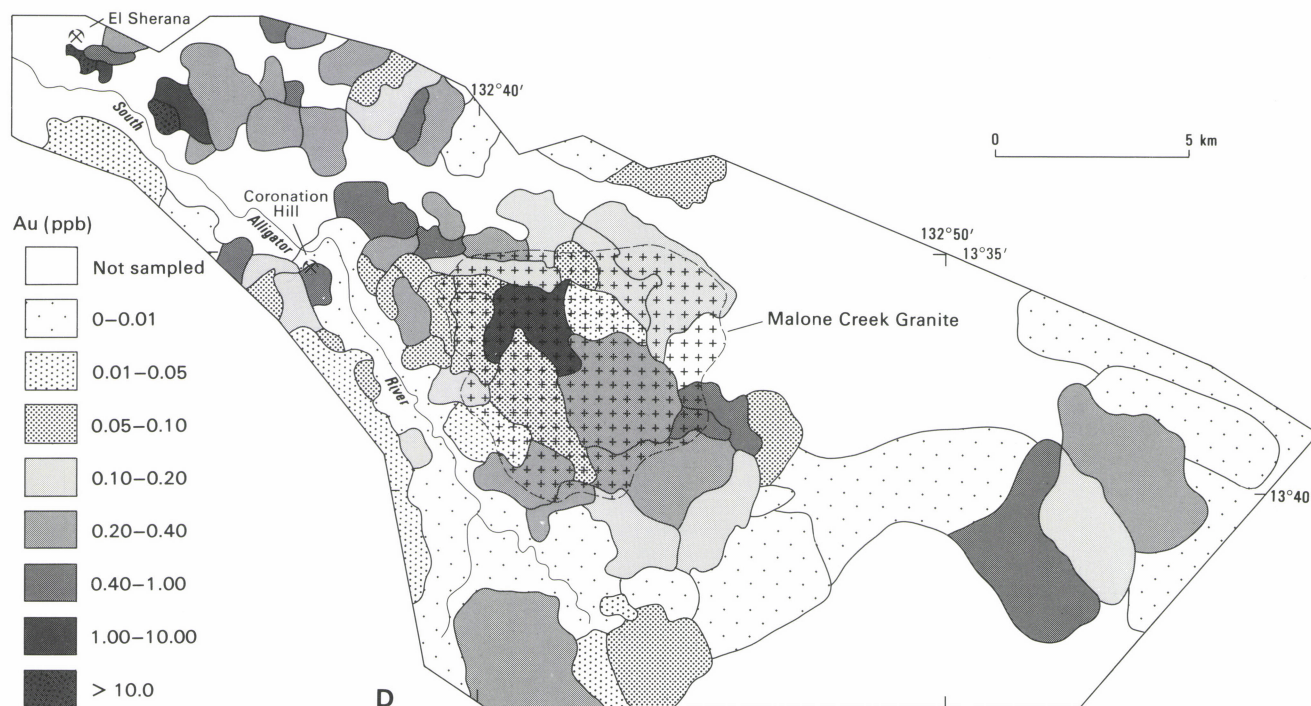 El Sherana
132°40'
South
0 5 km
Coronation
Hill
Alligator
132°50'
13°35'
Au (ppb)
Not sampled
0–0.01
Malone Creek Granite
0.01–0.05
River
0.05–0.10
0.10–0.20
13°40'
0.20–0.40
0.40–1.00
1.00–10.00
> 10.0
D